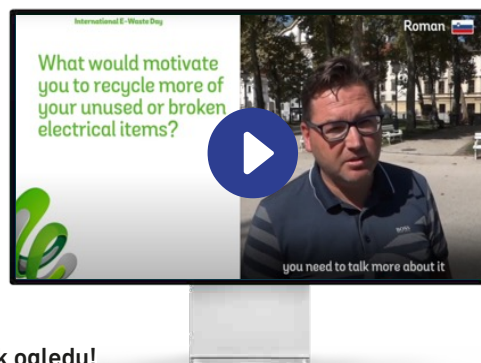 International E-Waste Day
Roman
What would motivate
you to recycle more of
your unused or broken
electrical items?
BOSS
you need to talk more about it
k ogledu!